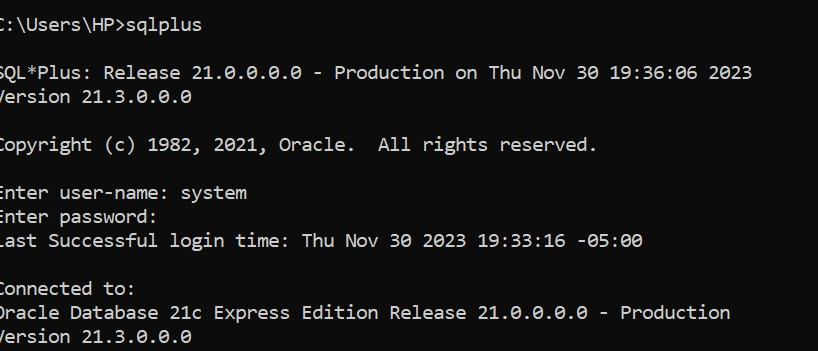 C:\Users\HP>sqlplus
SQL*Plus: Release 21.0.0.0.0 - Production on Thu Nov 30 19:36:06 2023
Version 21.3.0.0.0
Copyright (c) 1982, 2021, Oracle.  All rights reserved.
Enter user-name: system
Enter password:
Last Successful login time: Thu Nov 30 2023 19:33:16 -05:00
Connected to:
Oracle Database 21c Express Edition Release 21.0.0.0.0 - Production
Version 21.3.0.0.0